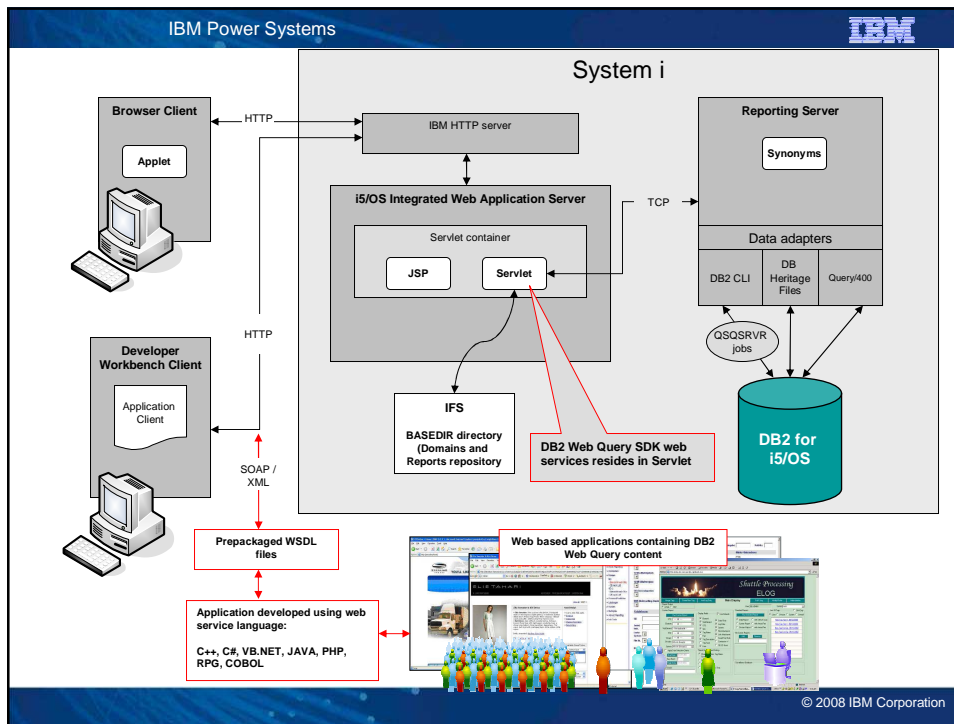 IBM Power Systems
IBM
System i
Browser Client
Applet
HTTP
IBM HTTP server
Reporting Server
Synonyms
i5/OS Integrated Web Application Server
Servlet container
JSP
Servlet
TCP
Data adapters
DB2 CLI
DB
Heritage
Files
Query/400
HTTP
QSQSRVR
jobs
Developer
Workbench Client
Application
Client
IFS
BASEDIR directory
(Domains and
Reports repository
DB2 Web Query SDK web
services resides in Servlet
DB2 for
i5/OS
SOAP /
XML
Prepackaged WSDL
files
Web based applications containing DB2
Web Query content
Application developed using web
service language:
C++, C#, VB.NET, JAVA, PHP,
RPG, COBOL
ELIE TAHARI
Shuttle Processing
ELOG
© 2008 IBM Corporation